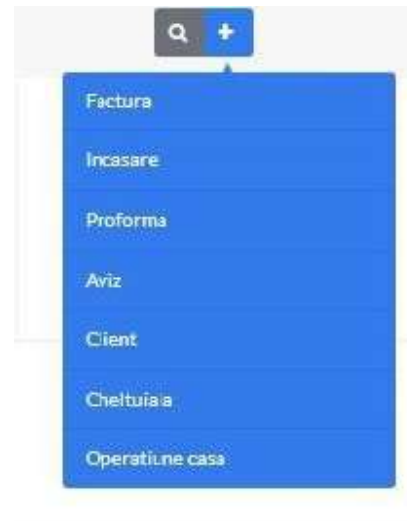 Factura
Incasare
Proforma
Aviz
Client
Cheltuiala
Operatiune casa